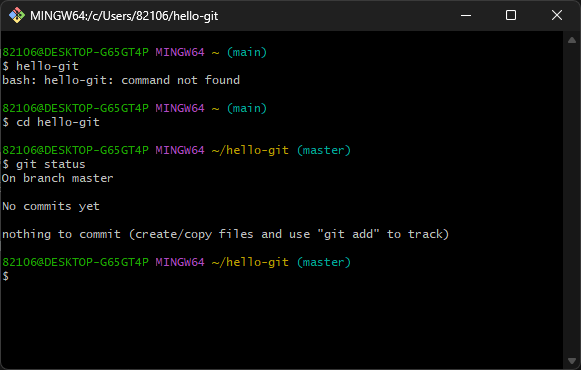 MINGW64:/c/Users/82106/hello-git
82106@DESKTOP-G65GT4P MINGW64 ~ (main)
$ hello-git
bash: hello-git: command not found
82106@DESKTOP-G65GT4P MINGW64 ~ (main)
$ cd hello-git
82106@DESKTOP-G65GT4P MINGW64 ~/hello-git (master)
$ git status
On branch master
No commits yet
nothing to commit (create/copy files and use "git add" to track)
82106@DESKTOP-G65GT4P MINGW64 ~/hello-git (master)
$